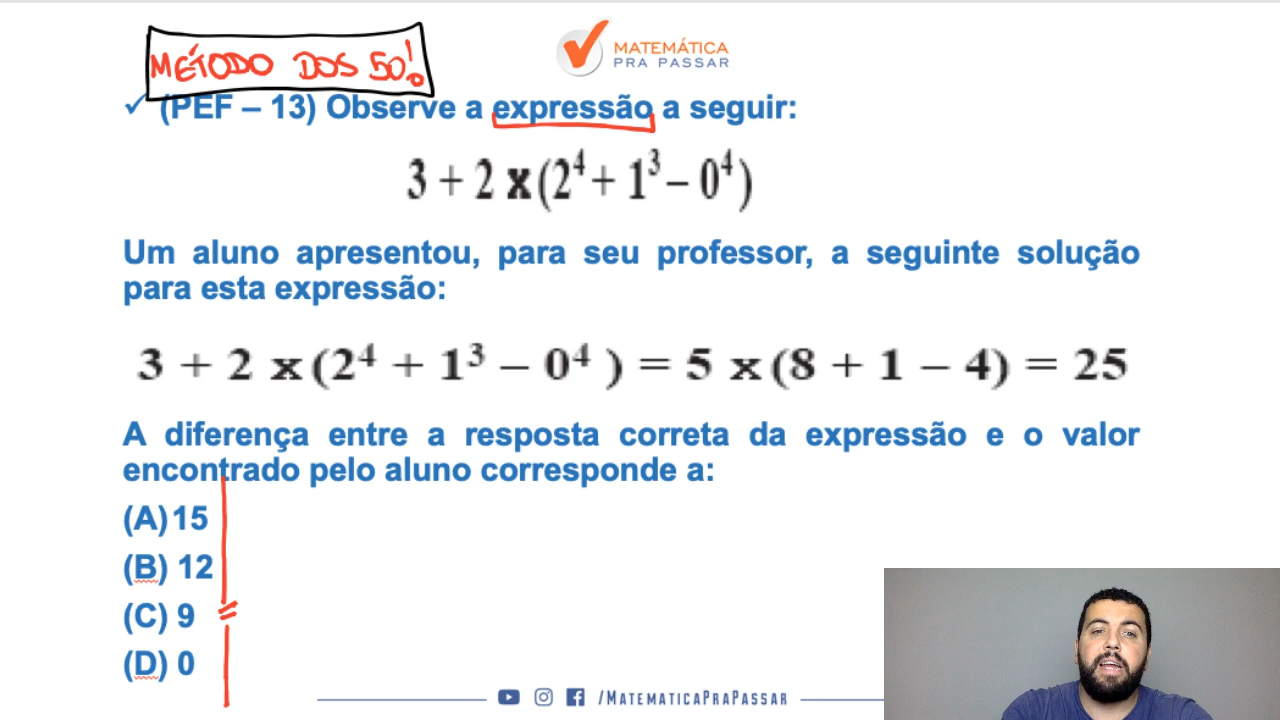 MÉTODO DOS 50!
MATEMÁTICA
PRA PASSAR
✓ (PEF – 13) Observe a expressão a seguir:
3 + 2 x (2⁴ + 1³ – 0⁴)
Um aluno apresentou, para seu professor, a seguinte solução
para esta expressão:
3 + 2 x (2⁴ + 1³ – 0⁴ ) = 5 x (8 + 1 – 4) = 25
A diferença entre a resposta correta da expressão e o valor
encontrado pelo aluno corresponde a:
(A) 15
(B) 12
(C) 9
(D) 0
/MATEMATICAPRAPASSAR